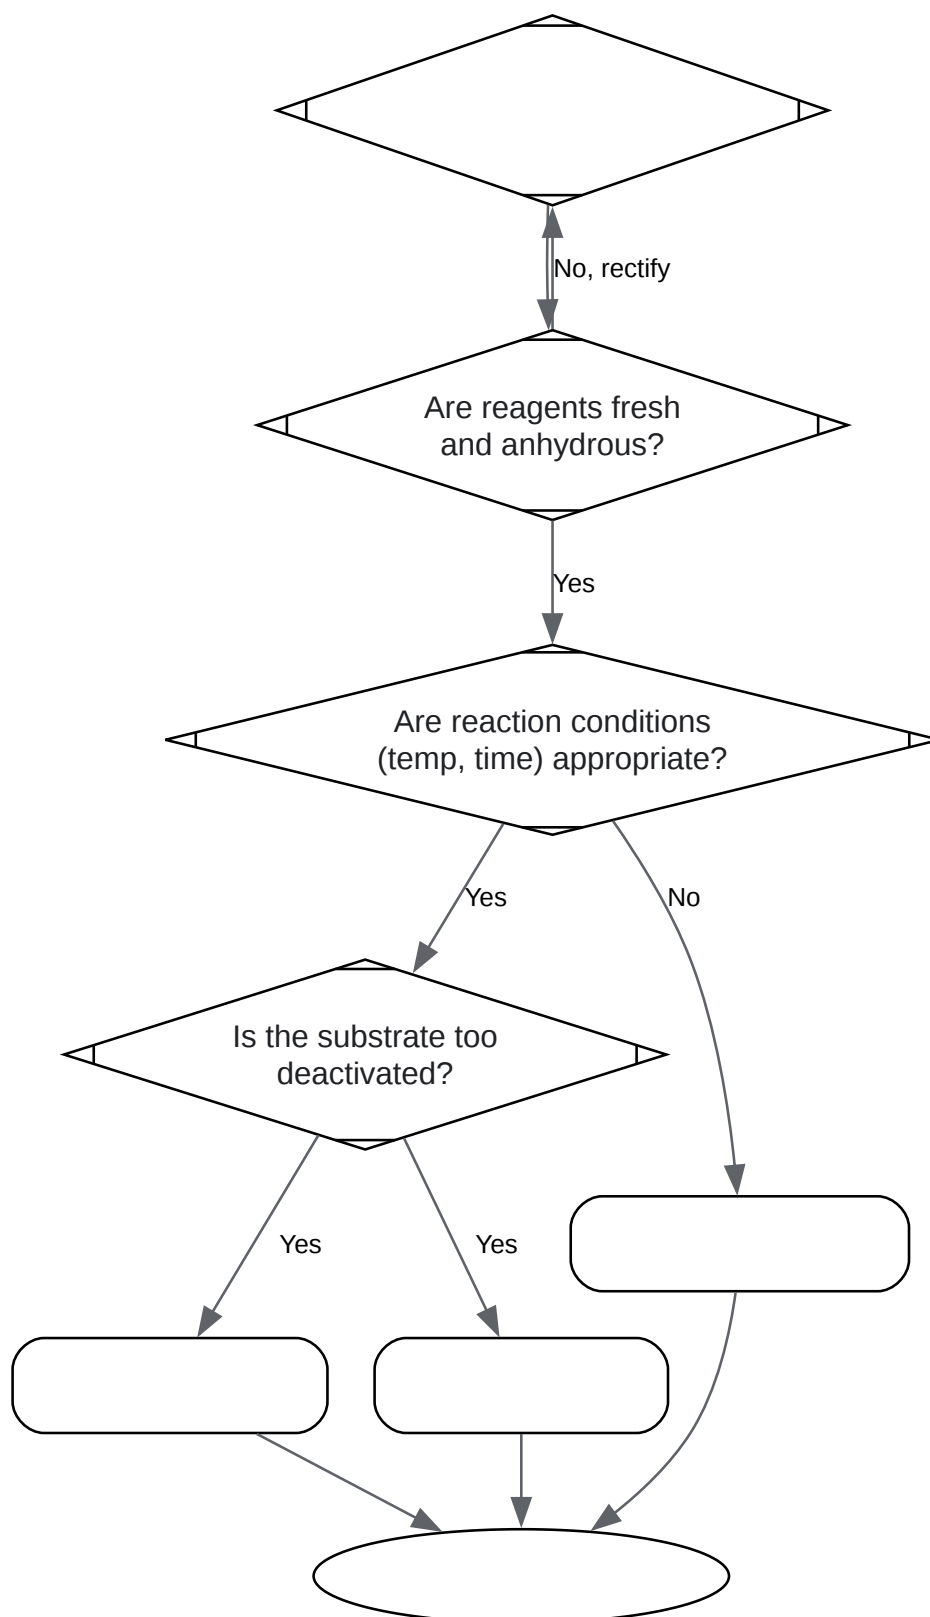 No, rectify
Are reagents fresh
and anhydrous?
Yes
Are reaction conditions
(temp, time) appropriate?
Yes
No
Is the substrate too
deactivated?
Yes
Yes